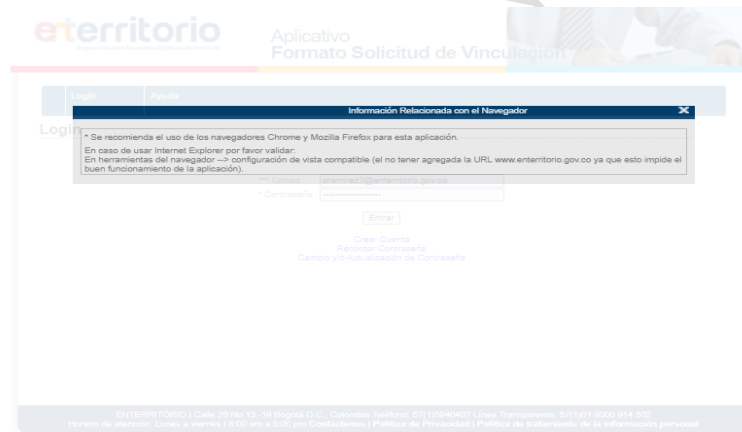 enterritorio
Aplicativo
Formato Solicitud de Vinculación
Login Ayuda
Información Relacionada con el Navegador X
Login
* Se recomienda el uso de los navegadores Chrome y Mozilla Firefox para esta aplicación.
En caso de usar Internet Explorer por favor validar:
En herramientas del navegador --> configuración de vista compatible (el no tener agregada la URL www.enterritorio.gov.co ya que esto impide el
buen funcionamiento de la aplicación).
Correo aramirez3@enterritorio.gov.co
* Contraseña
Entrar
Crear Cuenta
Recordar Contraseña
Cambio y/o Actualización de Contraseña
ENTERRITORIO | Calle 26 No 13 -19 Bogotá D.C., Colombia Teléfono: 57(1)5940407 Línea Transparente: 57(1)01 8000 914 502
Horario de atención: Lunes a viernes | 8:00 am a 5:00 pm Contáctenos | Política de Privacidad | Política de tratamiento de la información personal